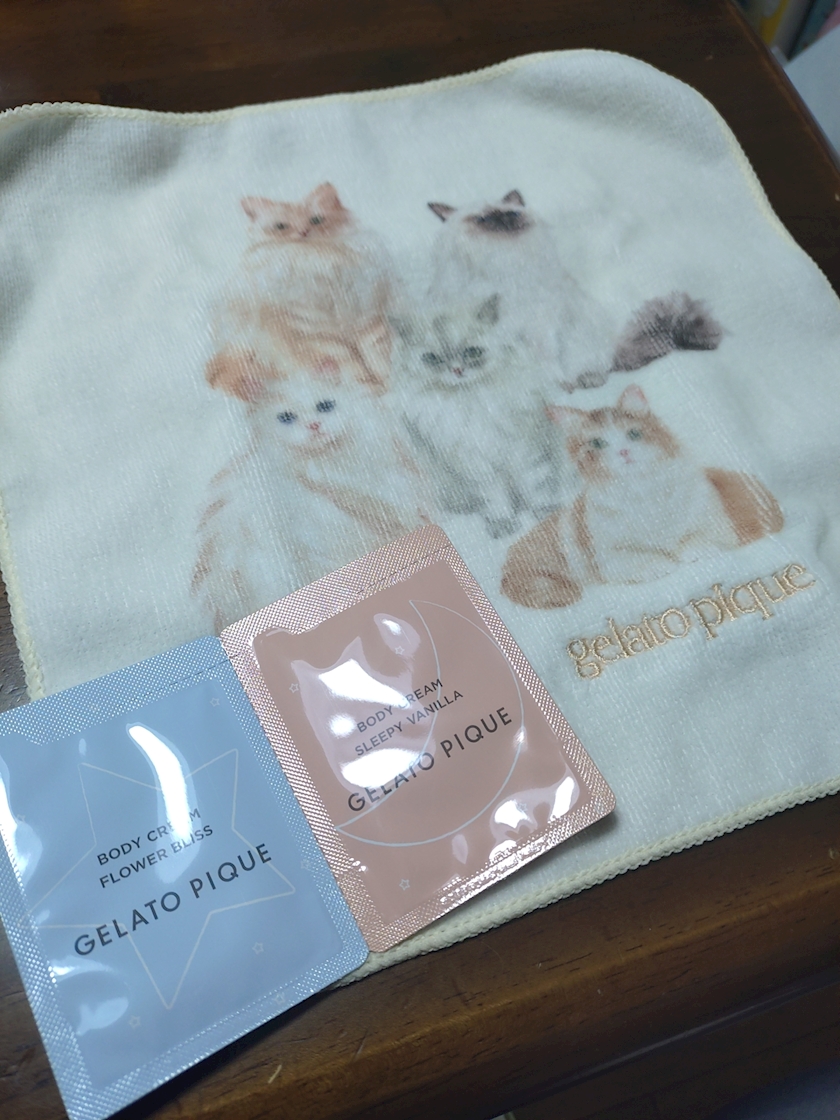 gelato pique
BODY CREAM
SLEEPY VANILLA
GELATO PIQUE
BODY CREAM
FLOWER BLISS
GELATO PIQUE